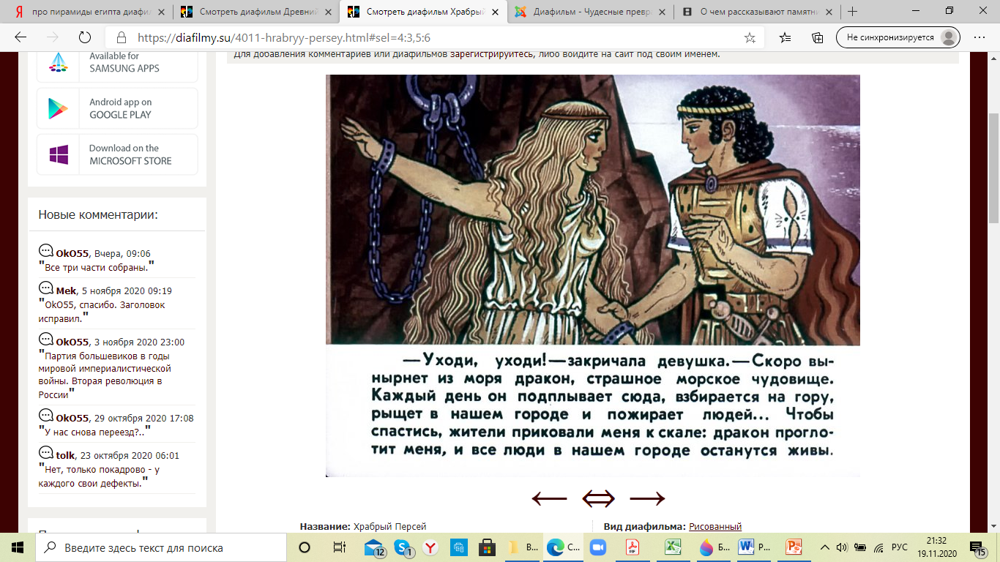 про пирамиды египта диафил
Смотреть диафильм Древний
Смотреть диафильм Храбрый
Диафильм - Чудесные превр
О чем рассказывают памятни
https://diafilmy.su/4011-hrabryy-persey.html#sel=4:3,5:6
Не синхронизируется
Для добавления комментариев или диафильмов зарегистрируйтесь, либо войдите на сайт под своим именем.
Available for
SAMSUNG APPS
Android app on
GOOGLE PLAY
Download on the
MICROSOFT STORE
Новые комментарии:
OkO55, Вчера, 09:06
"Все три части собраны."
Mek, 5 ноября 2020 09:19
"OkO55, спасибо. Заголовок
исправил."
OkO55, 3 ноября 2020 23:00
"Партия большевиков в годы
мировой империалистической
войны. Вторая революция в
России"
OkO55, 29 октября 2020 17:08
"У нас снова переезд?.."
tolk, 23 октября 2020 06:01
"Нет, только покадрово - у
каждого свои дефекты."
— Уходи, уходи! — закричала девушка. — Скоро вы-
нырнет из моря дракон, страшное морское чудовище.
Каждый день он подплывает сюда, взбирается на гору,
рыщет в нашем городе и пожирает людей... Чтобы
спастись, жители приковали меня к скале: дракон прогло-
тит меня, и все люди в нашем городе останутся живы.
Название: Храбрый Персей
Вид диафильма: Рисованный
Введите здесь текст для поиска
12
1
В...
С...
Б...
Р...
РУС
21:32
19.11.2020
15